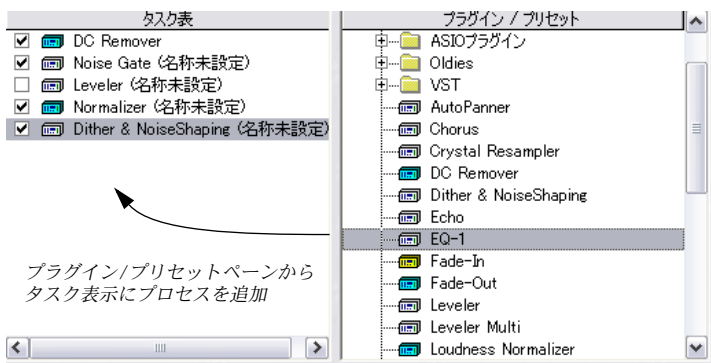 タスク表
DC Remover
Noise Gate (名称未設定)
Leveler (名称未設定)
Normalizer (名称未設定)
Dither & NoiseShaping (名称未設定)
プラグイン/プリセットペーンから
タスク表示にプロセスを追加
プラグイン / プリセット
ASIOプラグイン
Oldies
VST
AutoPanner
Chorus
Crystal Resampler
DC Remover
Dither & NoiseShaping
Echo
EQ-1
Fade-In
Fade-Out
Leveler
Leveler Multi
Loudness Normalizer